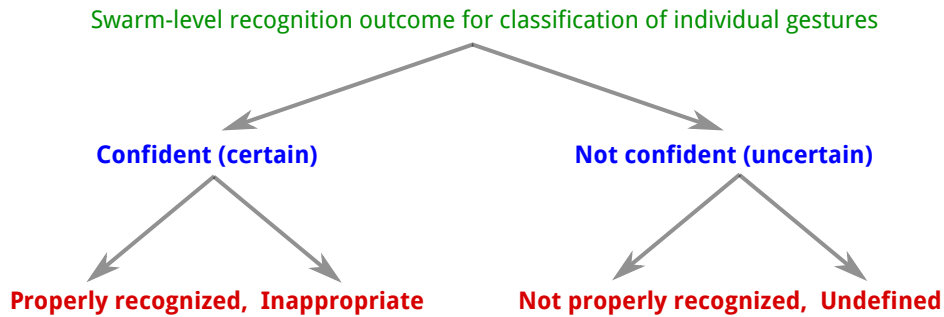 Swarm-level recognition outcome for classification of individual gestures
Confident (certain) Not confident (uncertain)
Properly recognized, Inappropriate Not properly recognized, Undefined